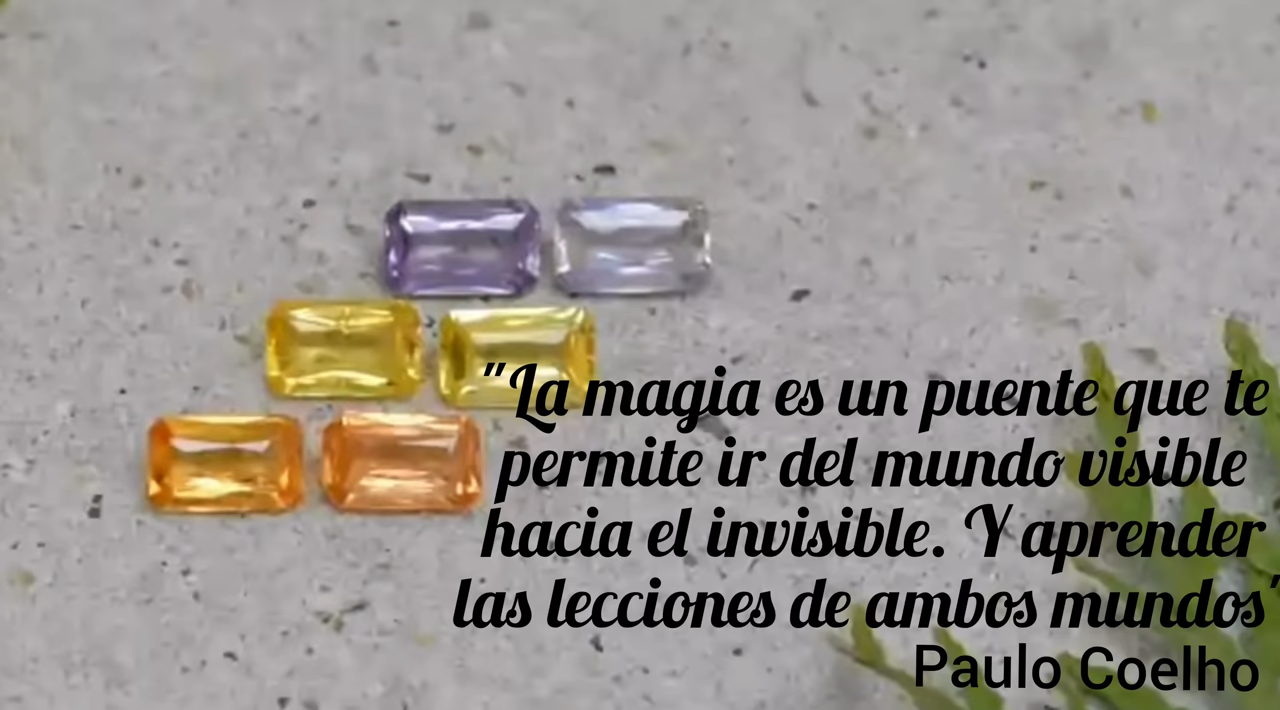 "La magia es un puente que te
permite ir del mundo visible
hacia el invisible. Y aprender
las lecciones de ambos mundos"
Paulo Coelho